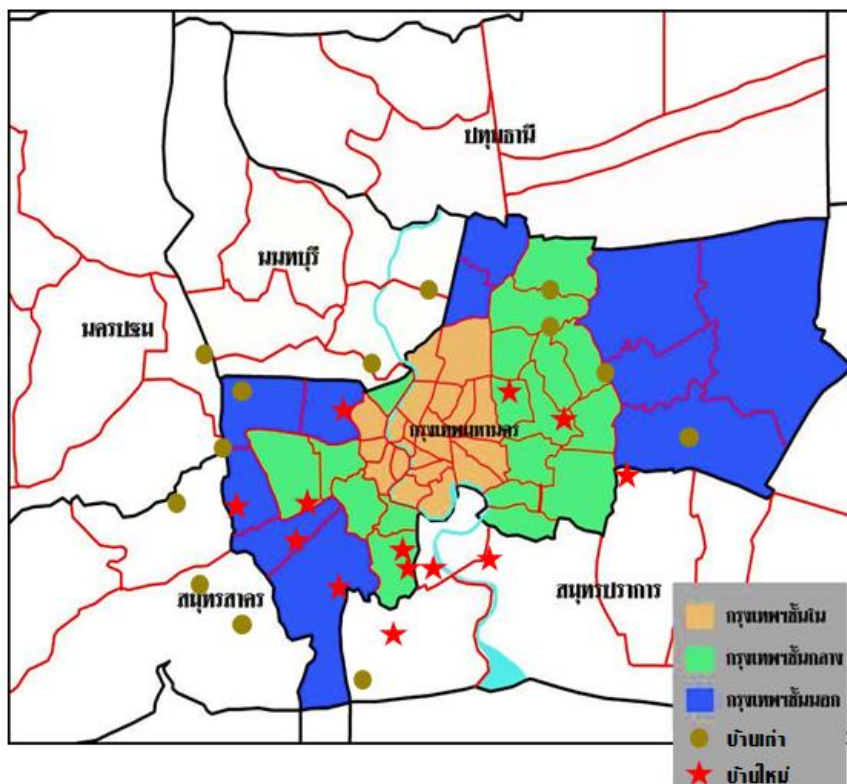 ปทุมธานี
นนทบุรี
นครปฐม
กรุงเทพมหานคร
สมุทรสาคร
สมุทรปราการ
กรุงเทพฯชั้นใน
กรุงเทพฯชั้นกลาง
กรุงเทพฯชั้นนอก
บ้านเก่า
บ้านใหม่